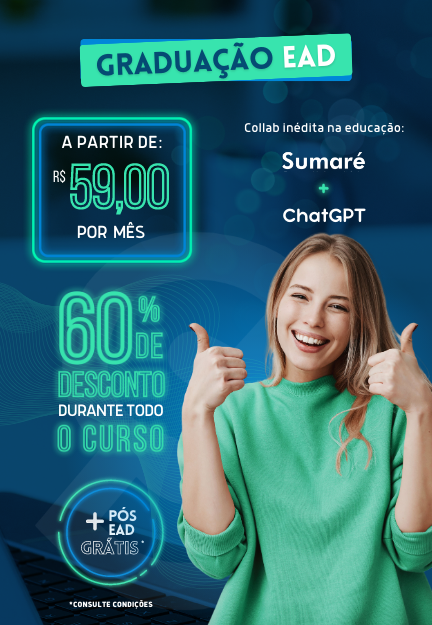 GRADUAÇÃO EAD
A PARTIR DE:
R$ 59,00
POR MÊS
Collab inédita na educação:
Sumaré
+
ChatGPT
60%
DE
DESCONTO
DURANTE TODO
O CURSO
+ PÓS
EAD
GRÁTIS*
*CONSULTE CONDIÇÕES